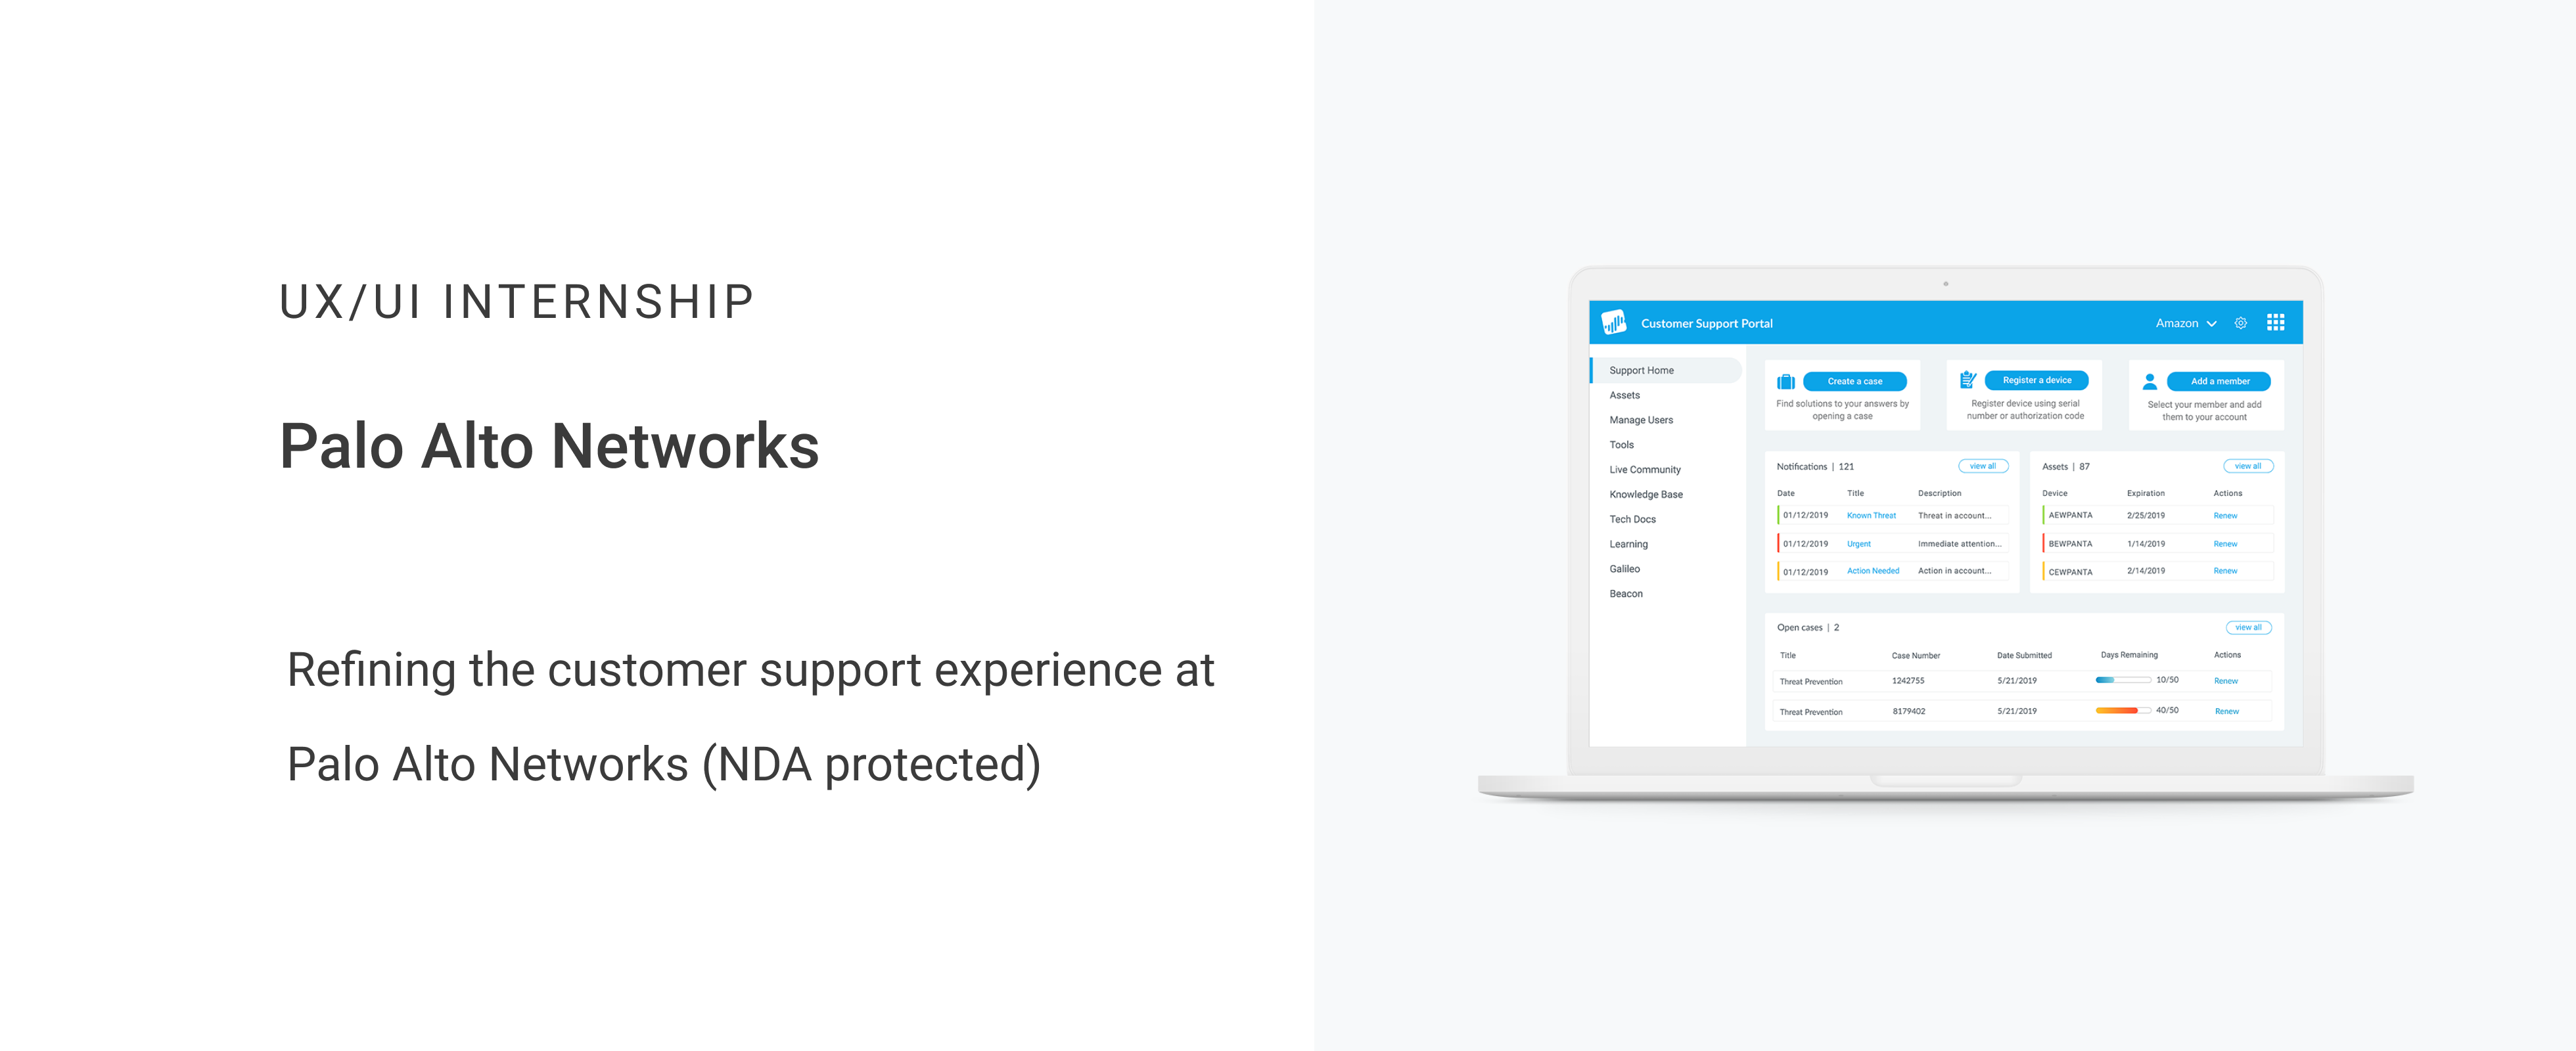 UX/UI INTERNSHIP
Palo Alto Networks
Refining the customer support experience at
Palo Alto Networks (NDA protected)
Customer Support Portal
Amazon
Support Home
Assets
Manage Users
Tools
Live Community
Knowledge Base
Tech Docs
Learning
Galileo
Beacon
Create a case
Find solutions to your answers by
opening a case
Register a device
Register device using serial
number or authorization code
Add a member
Select your member and add
them to your account
Notifications | 121 view all
Date Title Description
01/12/2019 Known Threat Threat in account...
01/12/2019 Urgent Immediate attention...
01/12/2019 Action Needed Action in account...
Assets | 87 view all
Device Expiration Actions
AEWPANTA 2/25/2019 Renew
BEWPANTA 1/14/2019 Renew
CEWPANTA 2/14/2019 Renew
Open cases | 2 view all
Title Case Number Date Submitted Days Remaining Actions
Threat Prevention 1242755 5/21/2019 10/50 Renew
Threat Prevention 8179402 5/21/2019 40/50 Renew